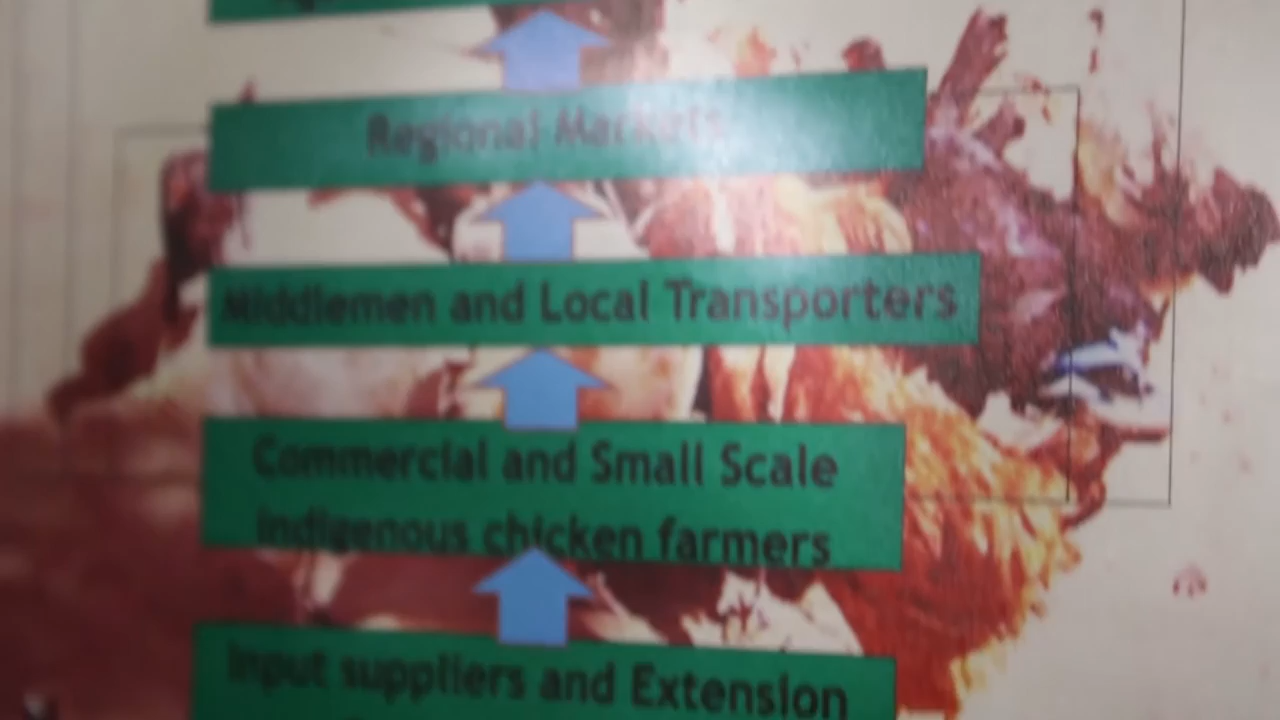 Regional Markets
Middlemen and Local Transporters
Commercial and Small Scale
indigenous chicken farmers
Input suppliers and Extension